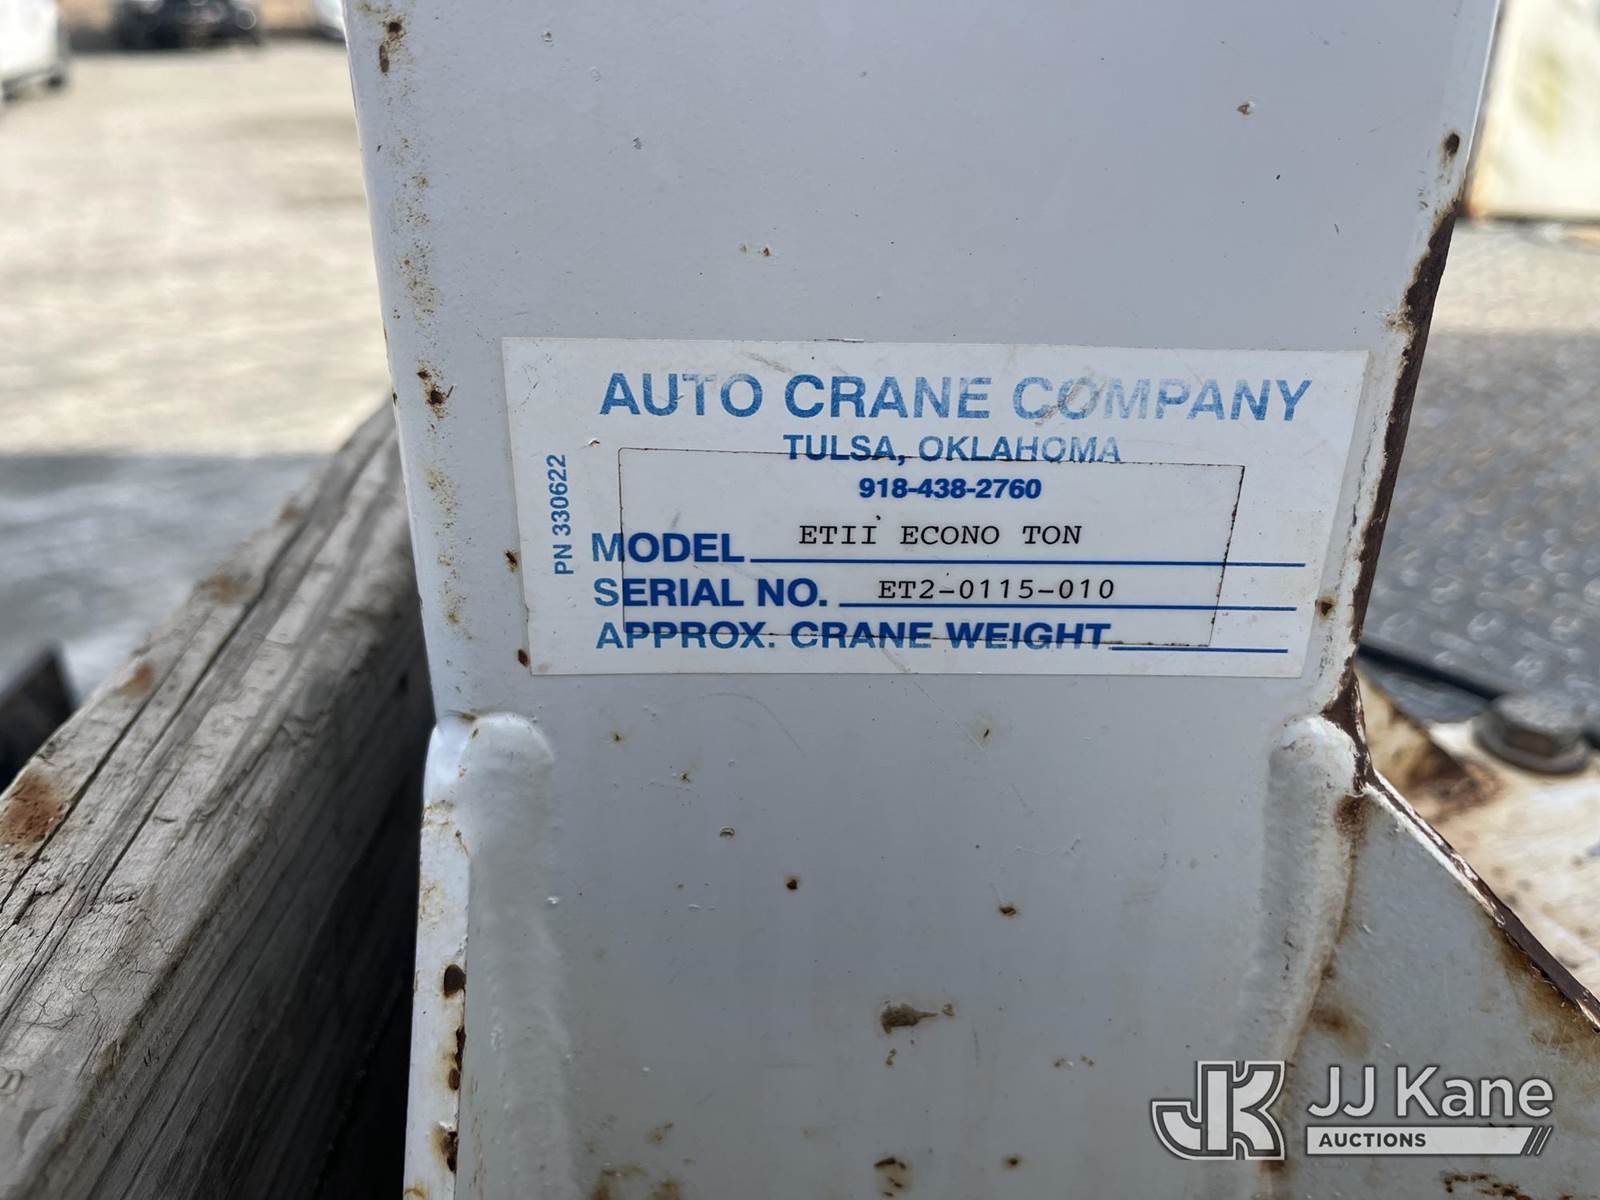 AUTO CRANE COMPANY
TULSA, OKLAHOMA
918-438-2760
PN 330622
MODEL ETII ECONO TON
SERIAL NO. ET2-0115-010
APPROX. CRANE WEIGHT
JK JJ Kane
AUCTIONS